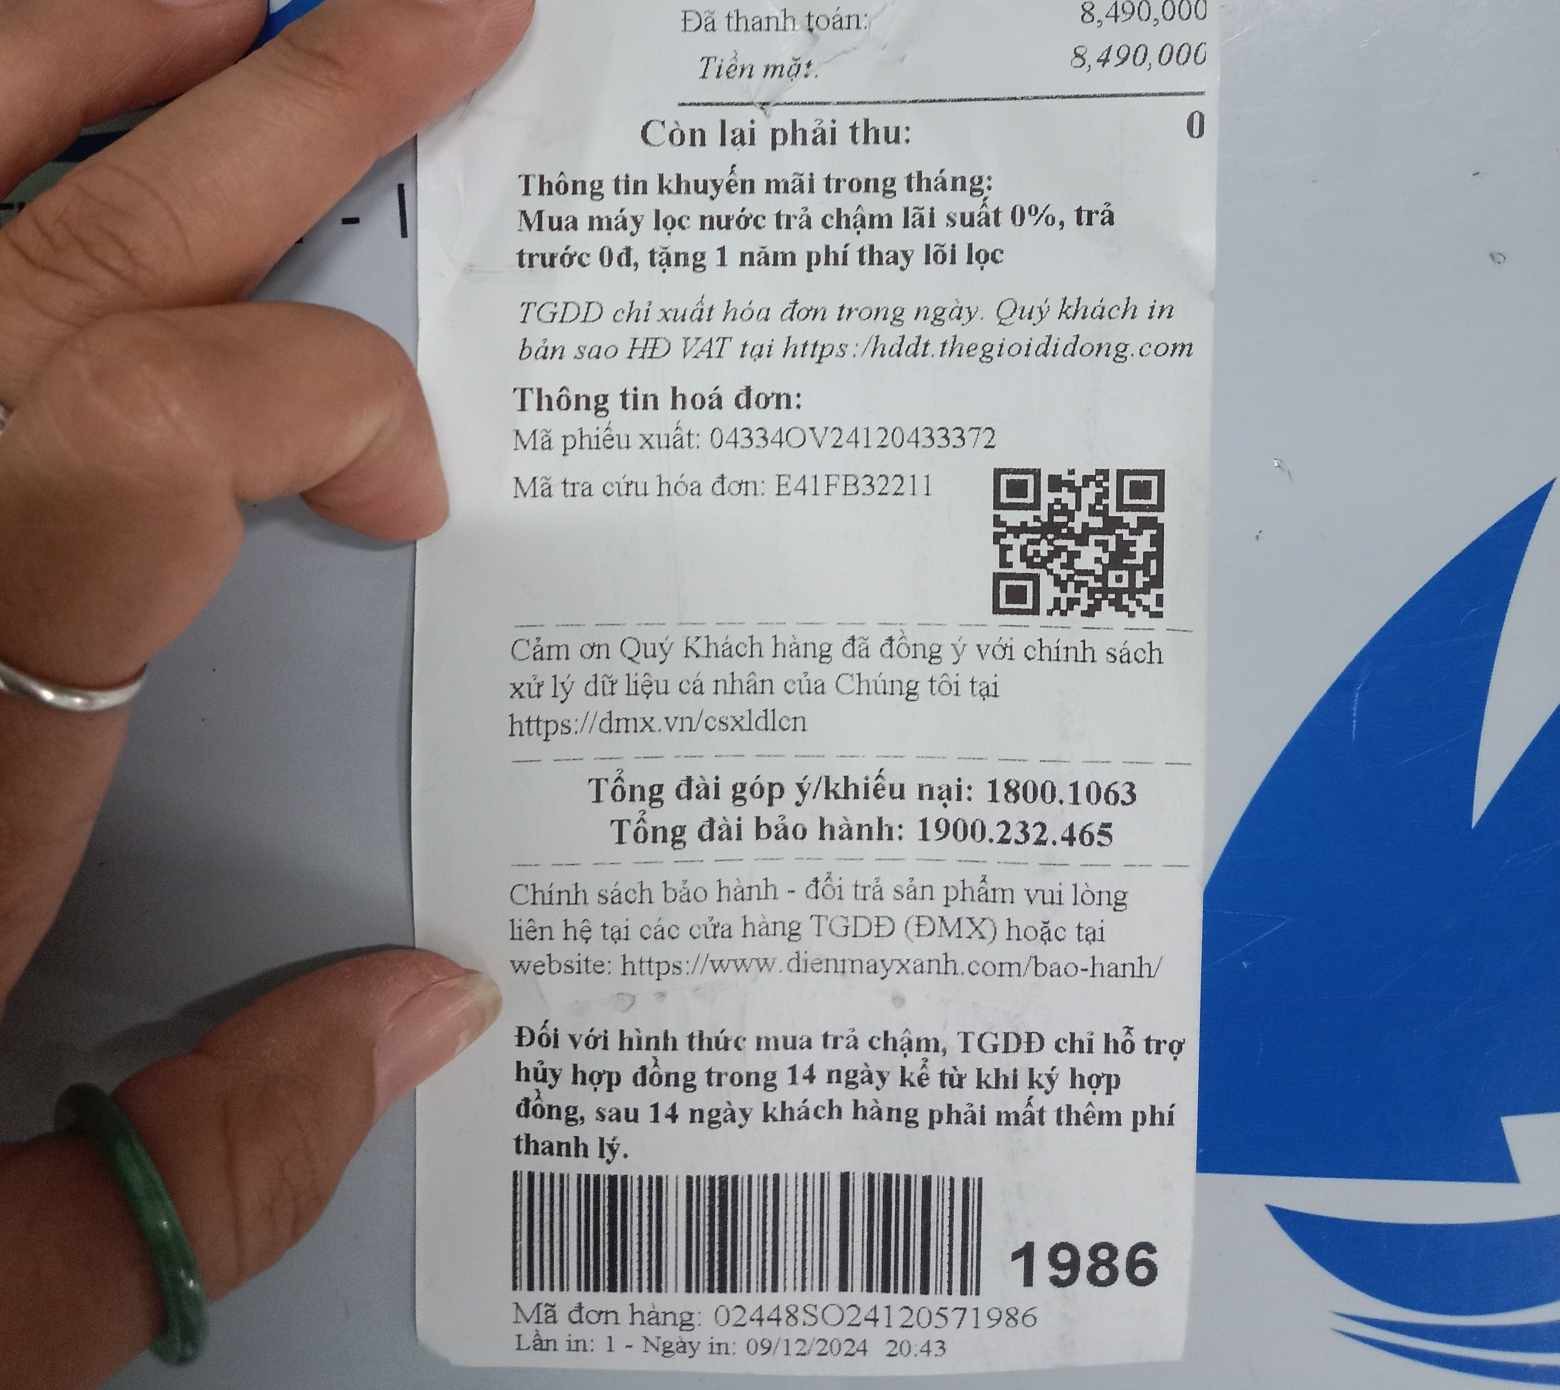 Đã thanh toán: 8,490,000
Tiền mặt. 8,490,000
Còn lại phải thu: 0
Thông tin khuyến mãi trong tháng:
Mua máy lọc nước trả chậm lãi suất 0%, trả
trước 0đ, tặng 1 năm phí thay lõi lọc
TGDD chỉ xuất hóa đơn trong ngày. Quý khách in
bản sao HĐ VAT tại https:/hddt.thegioididong.com
Thông tin hoá đơn:
Mã phiếu xuất: 04334OV24120433372
Mã tra cứu hóa đơn: E41FB32211
Cảm ơn Quý Khách hàng đã đồng ý với chính sách
xử lý dữ liệu cá nhân của Chúng tôi tại
https://dmx.vn/csxldlcn
Tổng đài góp ý/khiếu nại: 1800.1063
Tổng đài bảo hành: 1900.232.465
Chính sách bảo hành - đổi trả sản phẩm vui lòng
liên hệ tại các cửa hàng TGDĐ (ĐMX) hoặc tại
website: https://www.dienmayxanh.com/bao-hanh/
Đối với hình thức mua trả chậm, TGDĐ chỉ hỗ trợ
hủy hợp đồng trong 14 ngày kể từ khi ký hợp
đồng, sau 14 ngày khách hàng phải mất thêm phí
thanh lý.
1986
Mã đơn hàng: 02448SO24120571986
Lần in: 1 - Ngày in: 09/12/2024 20:43